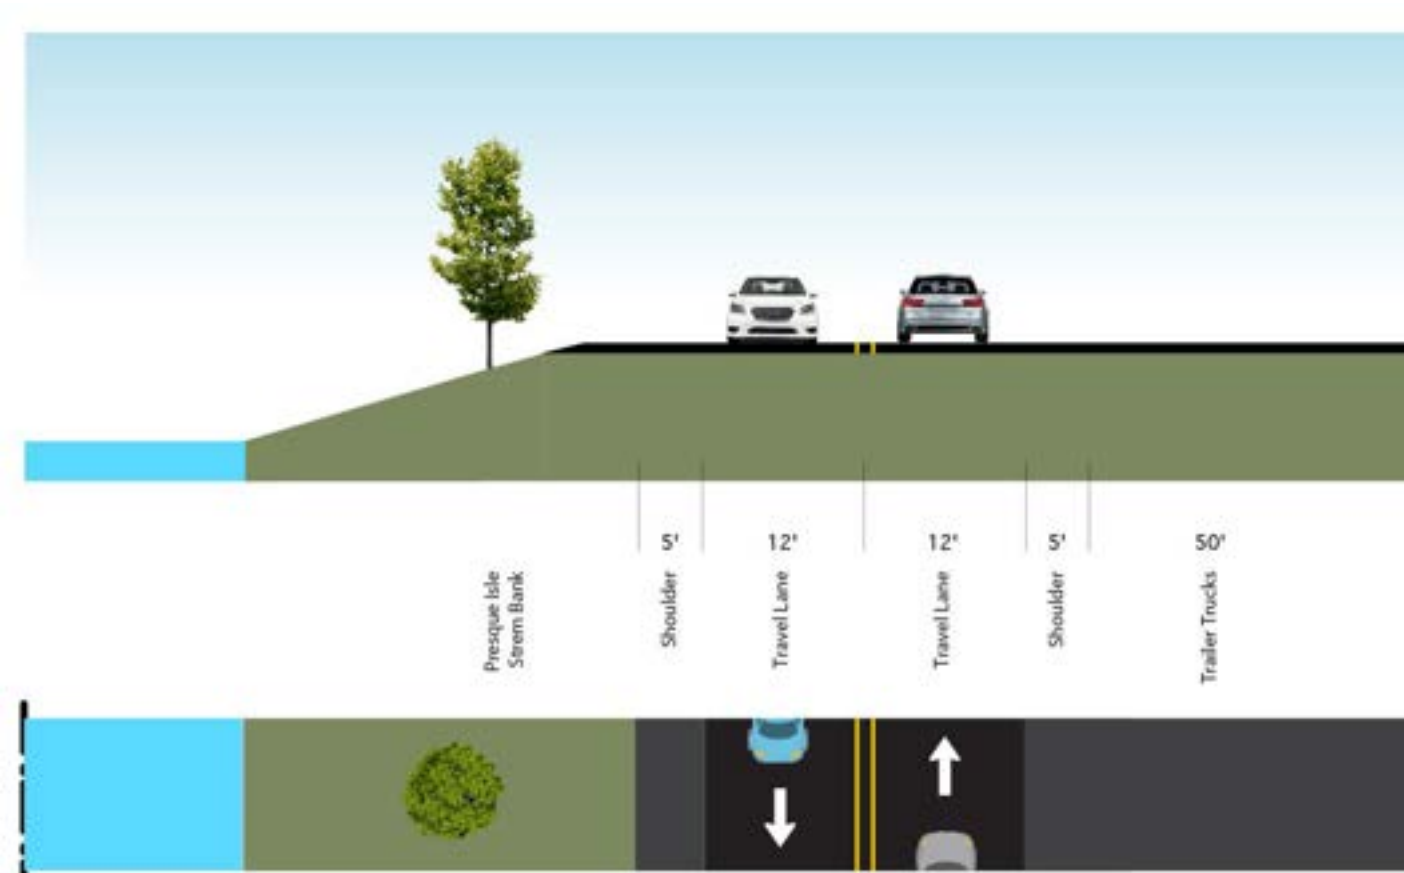 5'
12'
12'
5'
50'
Presque Isle
Strem Bank
Shoulder
Travel Lane
Travel Lane
Shoulder
Trailer Trucks